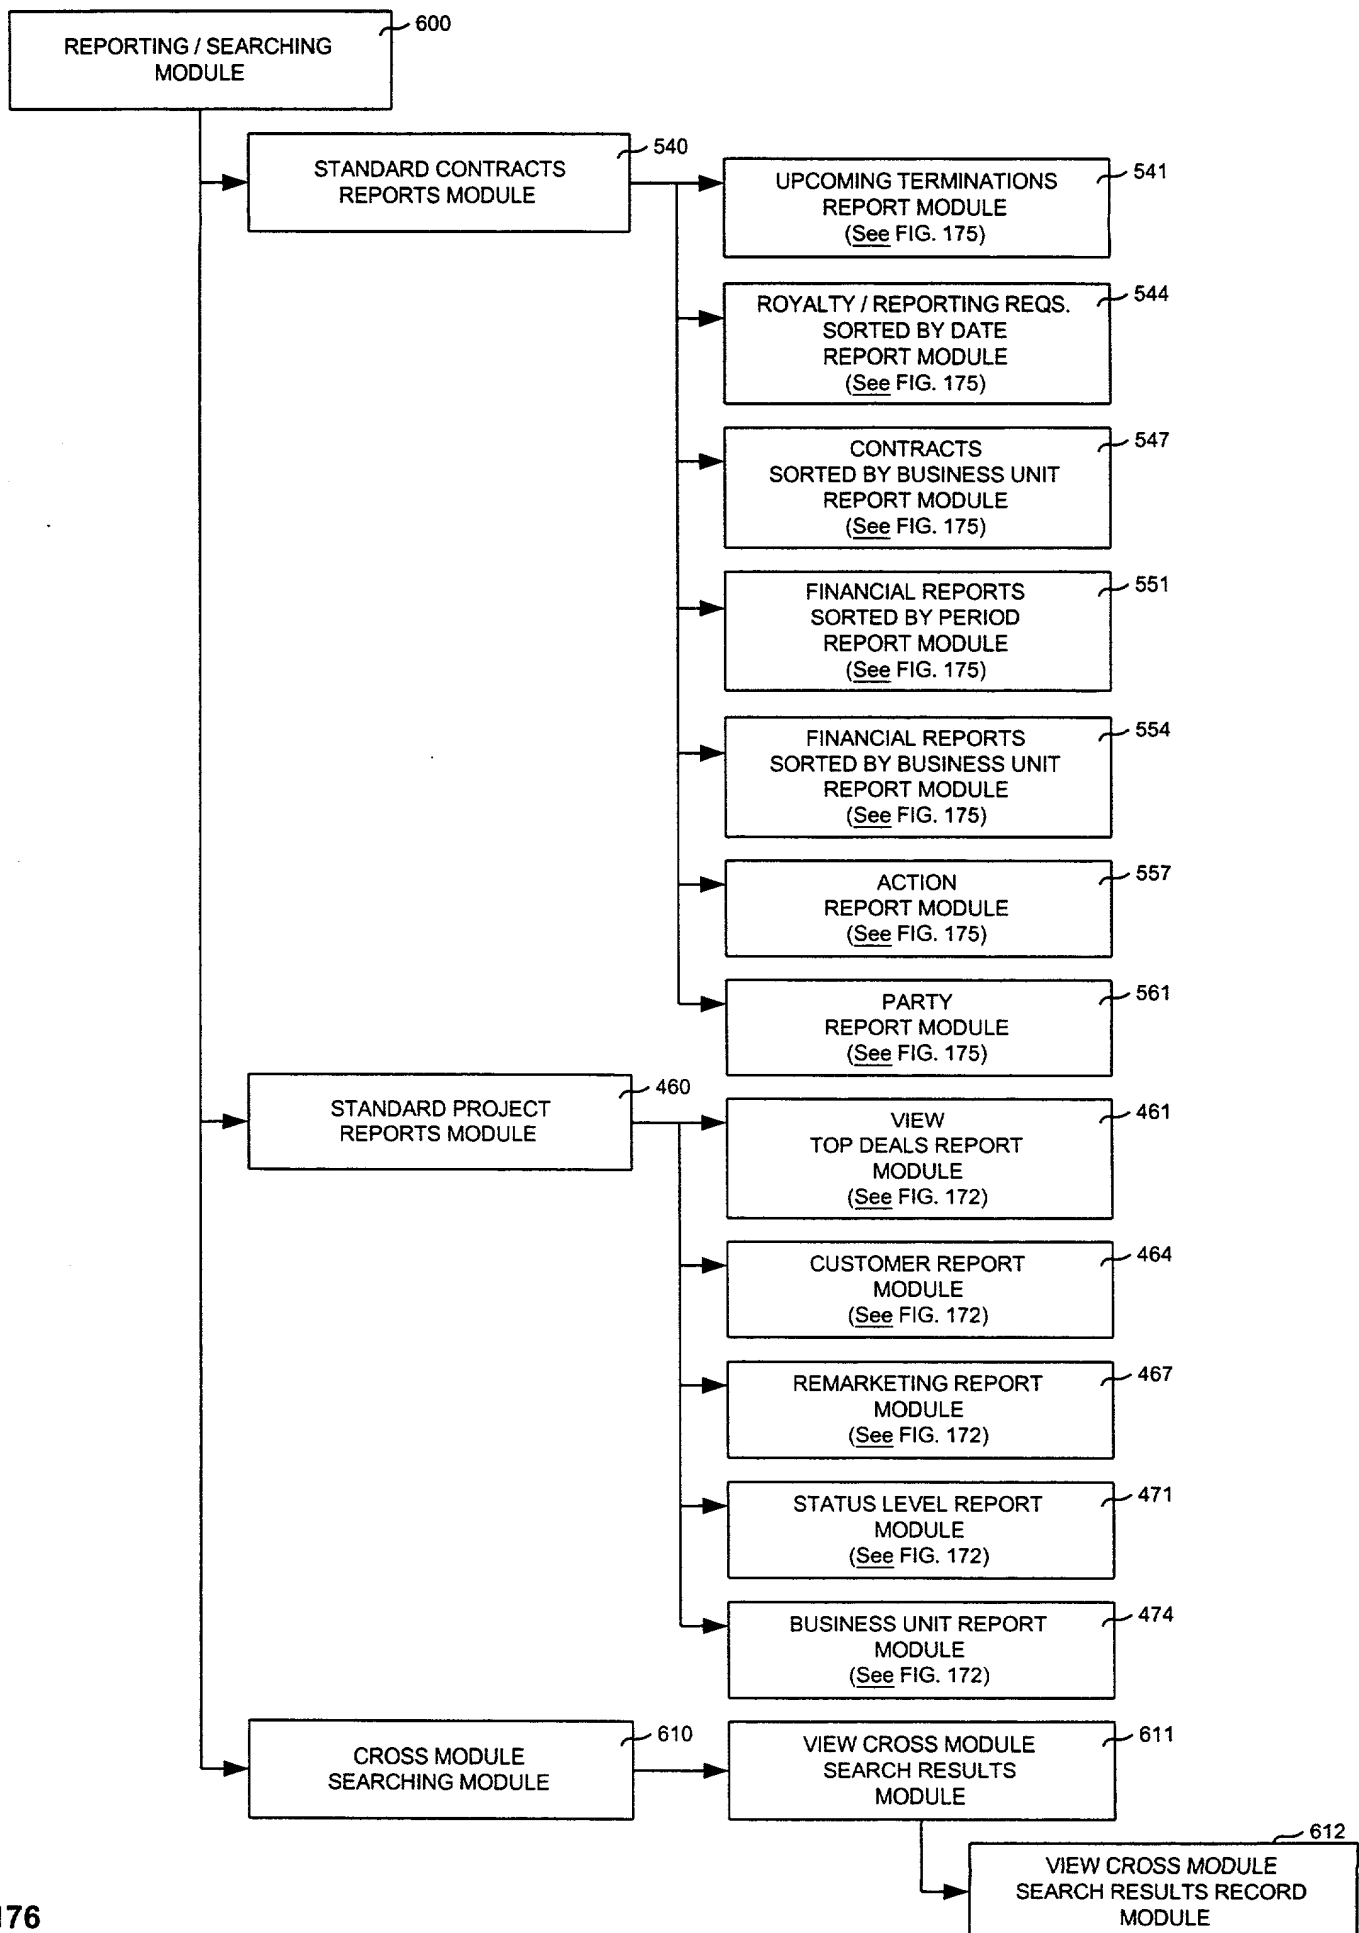 600
REPORTING / SEARCHING
MODULE
540
STANDARD CONTRACTS
REPORTS MODULE
541
UPCOMING TERMINATIONS
REPORT MODULE
(See FIG. 175)
544
ROYALTY / REPORTING REQS.
SORTED BY DATE
REPORT MODULE
(See FIG. 175)
547
CONTRACTS
SORTED BY BUSINESS UNIT
REPORT MODULE
(See FIG. 175)
551
FINANCIAL REPORTS
SORTED BY PERIOD
REPORT MODULE
(See FIG. 175)
554
FINANCIAL REPORTS
SORTED BY BUSINESS UNIT
REPORT MODULE
(See FIG. 175)
557
ACTION
REPORT MODULE
(See FIG. 175)
561
PARTY
REPORT MODULE
(See FIG. 175)
460
STANDARD PROJECT
REPORTS MODULE
461
VIEW
TOP DEALS REPORT
MODULE
(See FIG. 172)
464
CUSTOMER REPORT
MODULE
(See FIG. 172)
467
REMARKETING REPORT
MODULE
(See FIG. 172)
471
STATUS LEVEL REPORT
MODULE
(See FIG. 172)
474
BUSINESS UNIT REPORT
MODULE
(See FIG. 172)
610
CROSS MODULE
SEARCHING MODULE
611
VIEW CROSS MODULE
SEARCH RESULTS
MODULE
612
VIEW CROSS MODULE
SEARCH RESULTS RECORD
MODULE
176